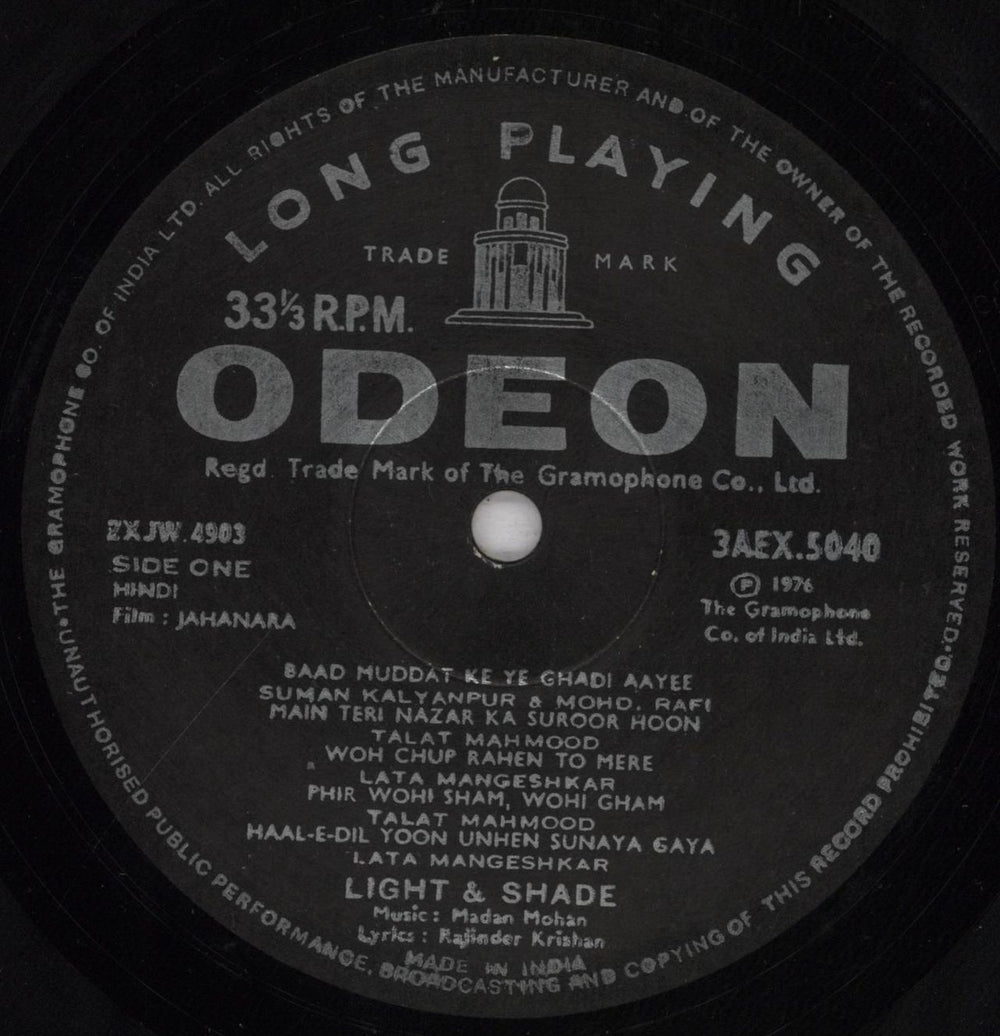 UNAUTHORISED PUBLIC PERFORMANCE, BROADCASTING AND COPYING OF THIS RECORD PROHIBITED. • THE GRAMOPHONE CO. OF INDIA LTD. ALL RIGHTS OF THE MANUFACTURER AND OF THE OWNER OF THE RECORDED WORK RESERVED.
LONG PLAYING
TRADE MARK
33⅓ R.P.M.
ODEON
Regd. Trade Mark of The Gramophone Co., Ltd.
2XJW.4903
SIDE ONE
HINDI
Film : JAHANARA
3AEX.5040
Ⓟ 1976
The Gramophone
Co. of India Ltd.
BAAD MUDDAT KE YE GHADI AAYEE
SUMAN KALYANPUR & MOHD. RAFI
MAIN TERI NAZAR KA SUROOR HOON
TALAT MAHMOOD
WOH CHUP RAHEN TO MERE
LATA MANGESHKAR
PHIR WOHI SHAM, WOHI GHAM
TALAT MAHMOOD
HAAL-E-DIL YOON UNHEN SUNAYA GAYA
LATA MANGESHKAR
LIGHT & SHADE
Music : Madan Mohan
Lyrics : Rajinder Krishan
MADE IN INDIA